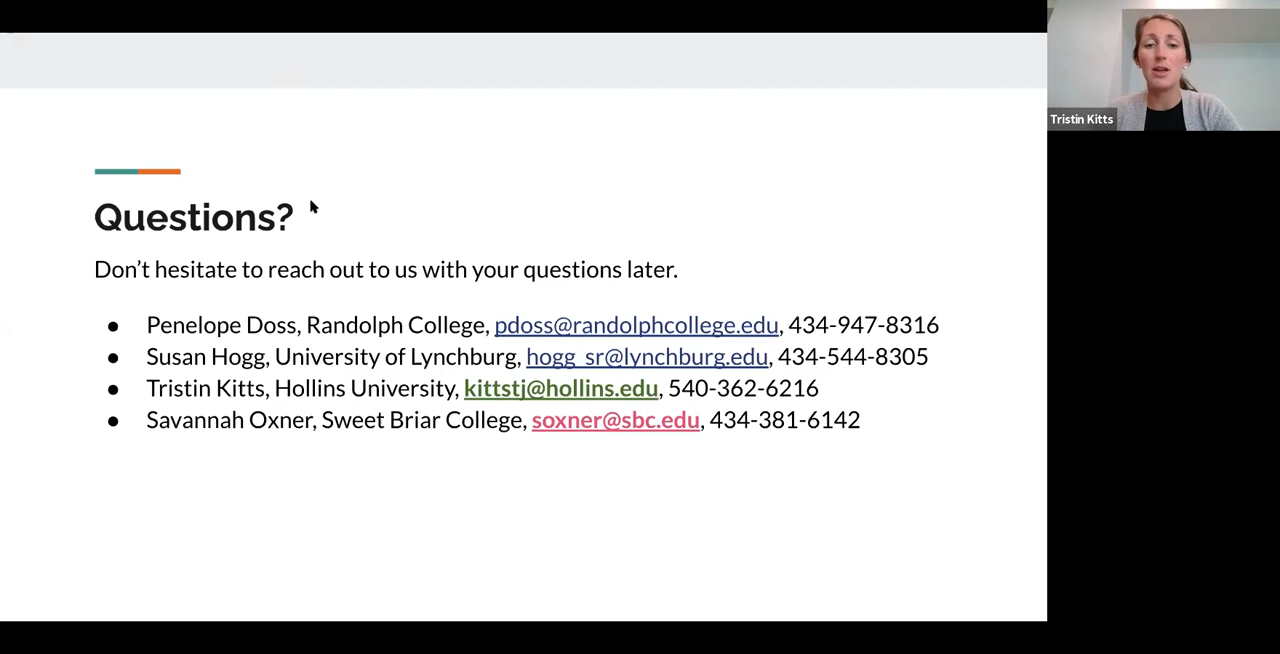 Questions?
Don't hesitate to reach out to us with your questions later.
● Penelope Doss, Randolph College, pdoss@randolphcollege.edu, 434-947-8316
● Susan Hogg, University of Lynchburg, hogg_sr@lynchburg.edu, 434-544-8305
● Tristin Kitts, Hollins University, kittstj@hollins.edu, 540-362-6216
● Savannah Oxner, Sweet Briar College, soxner@sbc.edu, 434-381-6142
Tristin Kitts